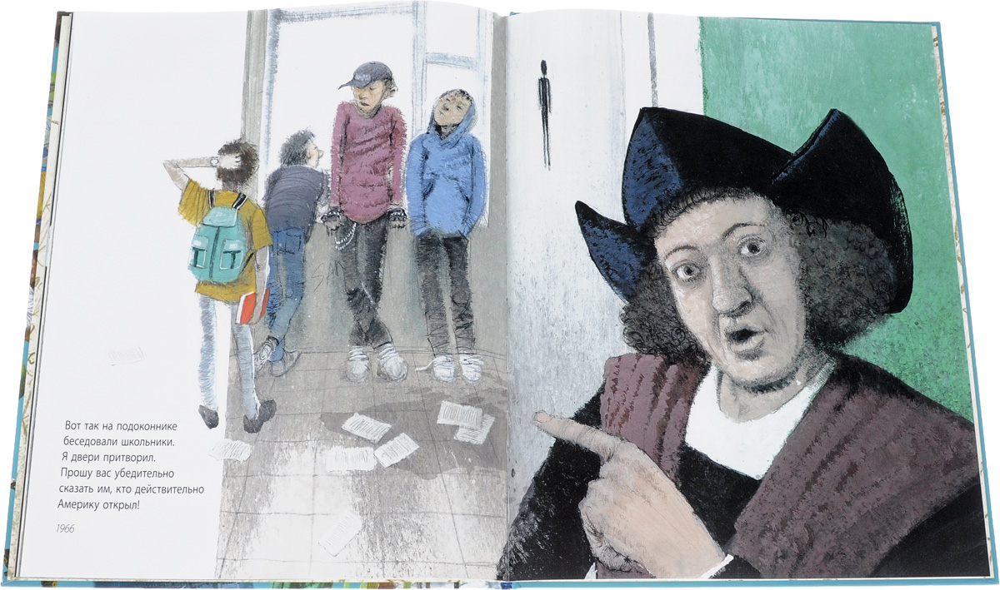 Вот так на подоконнике
беседовали школьники.
Я двери притворил.
Прошу вас убедительно
сказать им, кто действительно
Америку открыл!
1966